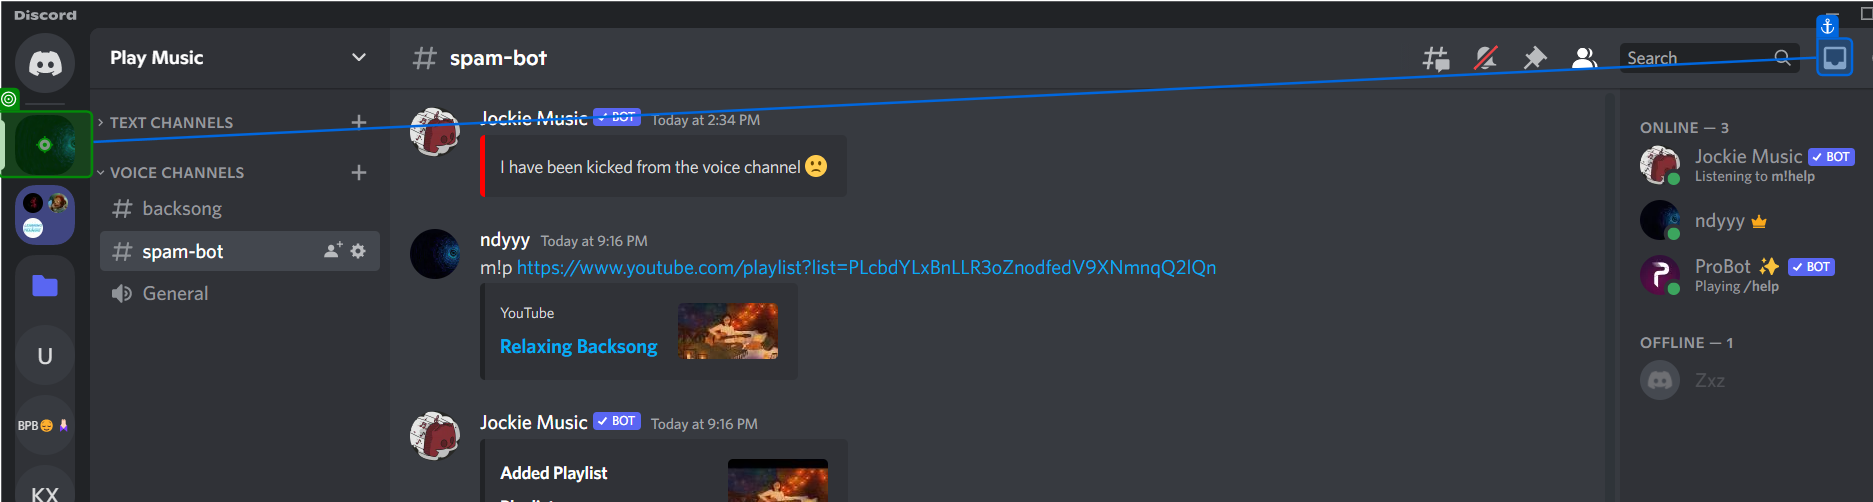 Discord
Play Music
spam-bot
Search
TEXT CHANNELS
VOICE CHANNELS
backsong
spam-bot
General
U
BPB
KX
Jockie Music BOT Today at 2:34 PM
I have been kicked from the voice channel 🙁
ndyyy Today at 9:16 PM
m!p https://www.youtube.com/playlist?list=PLcbdYLxBnLLR3oZnodfedV9XNmnqQ2IQn
YouTube
Relaxing Backsong
Jockie Music BOT Today at 9:16 PM
Added Playlist
ONLINE — 3
Jockie Music BOT
Listening to m!help
ndyyy
ProBot ✨ BOT
Playing /help
OFFLINE — 1
Zxz